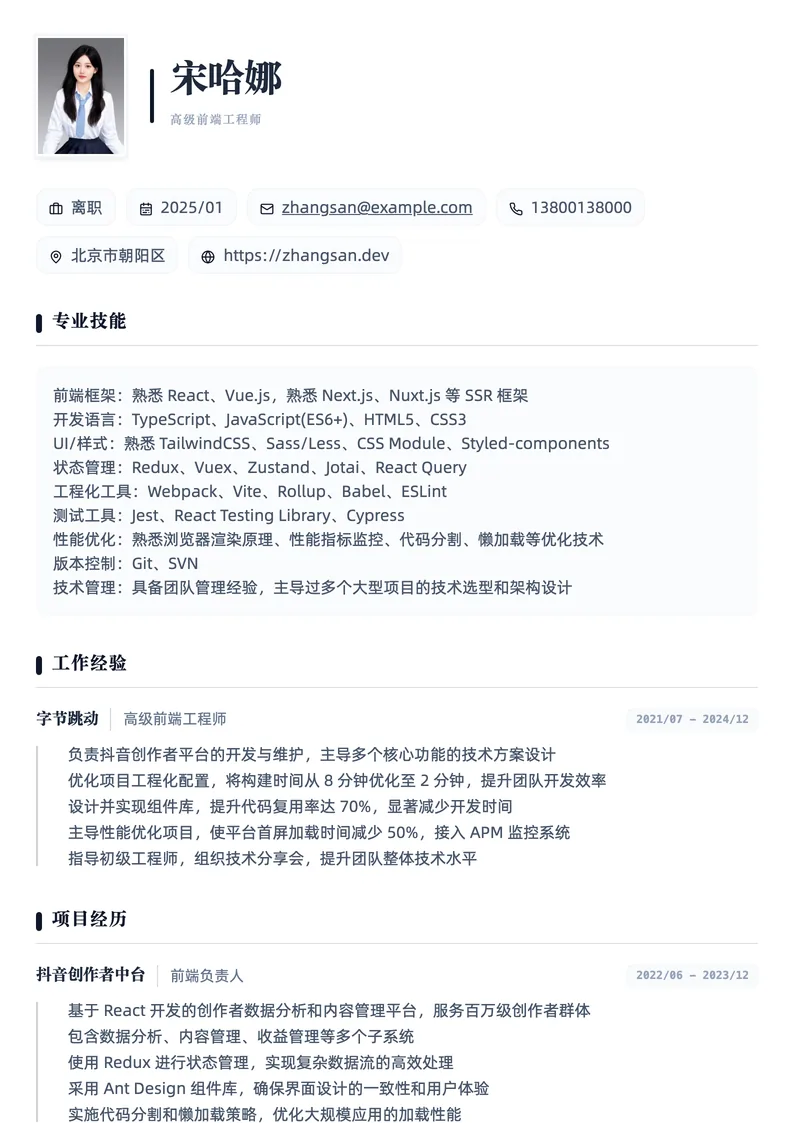 宋哈娜
高级前端工程师
离职 2025/01 zhangsan@example.com 13800138000
北京市朝阳区 https://zhangsan.dev
专业技能
前端框架：熟悉 React、Vue.js，熟悉 Next.js、Nuxt.js 等 SSR 框架
开发语言：TypeScript、JavaScript(ES6+)、HTML5、CSS3
UI/样式：熟悉 TailwindCSS、Sass/Less、CSS Module、Styled-components
状态管理：Redux、Vuex、Zustand、Jotai、React Query
工程化工具：Webpack、Vite、Rollup、Babel、ESLint
测试工具：Jest、React Testing Library、Cypress
性能优化：熟悉浏览器渲染原理、性能指标监控、代码分割、懒加载等优化技术
版本控制：Git、SVN
技术管理：具备团队管理经验，主导过多个大型项目的技术选型和架构设计
工作经验
字节跳动 高级前端工程师 2021/07 – 2024/12
负责抖音创作者平台的开发与维护，主导多个核心功能的技术方案设计
优化项目工程化配置，将构建时间从 8 分钟优化至 2 分钟，提升团队开发效率
设计并实现组件库，提升代码复用率达 70%，显著减少开发时间
主导性能优化项目，使平台首屏加载时间减少 50%，接入 APM 监控系统
指导初级工程师，组织技术分享会，提升团队整体技术水平
项目经历
抖音创作者中台 前端负责人 2022/06 – 2023/12
基于 React 开发的创作者数据分析和内容管理平台，服务百万级创作者群体
包含数据分析、内容管理、收益管理等多个子系统
使用 Redux 进行状态管理，实现复杂数据流的高效处理
采用 Ant Design 组件库，确保界面设计的一致性和用户体验
实施代码分割和懒加载策略，优化大规模应用的加载性能